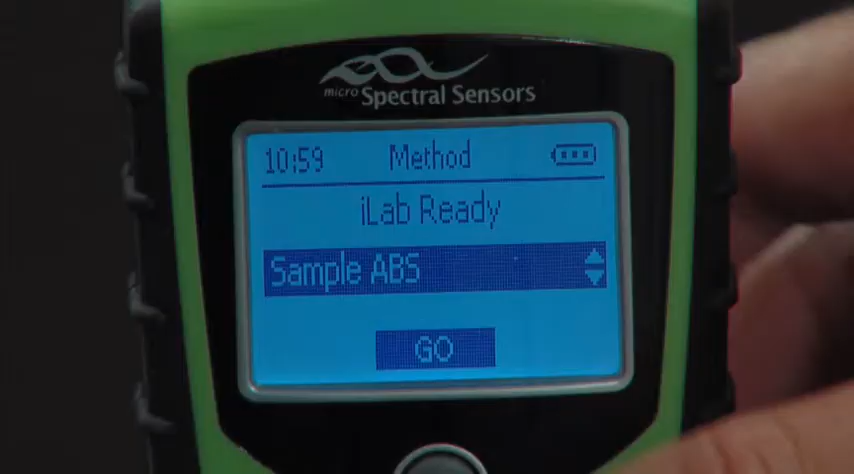 micro Spectral Sensors
10:59 Method
iLab Ready
Sample ABS
GO